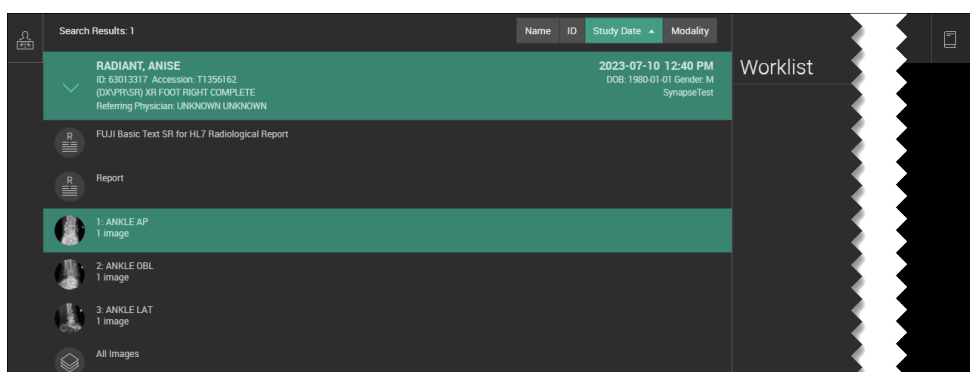 Search Results: 1
Name ID Study Date Modality
RADIANT, ANISE
2023-07-10 12:40 PM
ID: 63013317 Accession: T1356162
DOB: 1980-01-01 Gender: M
(DX\PR\SR) XR FOOT RIGHT COMPLETE
SynapseTest
Referring Physician: UNKNOWN UNKNOWN
Worklist
R
FUJI Basic Text SR for HL7 Radiological Report
R
Report
1: ANKLE AP
1 image
2: ANKLE OBL
1 image
3: ANKLE LAT
1 image
All Images